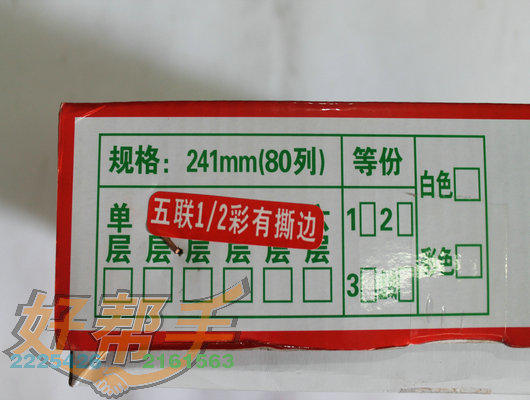 规格：241mm(80列)
等份
白色
五联1/2彩有撕边
单
层 层 层 层 层 层
1 2
3
彩色
好帮手
2161563